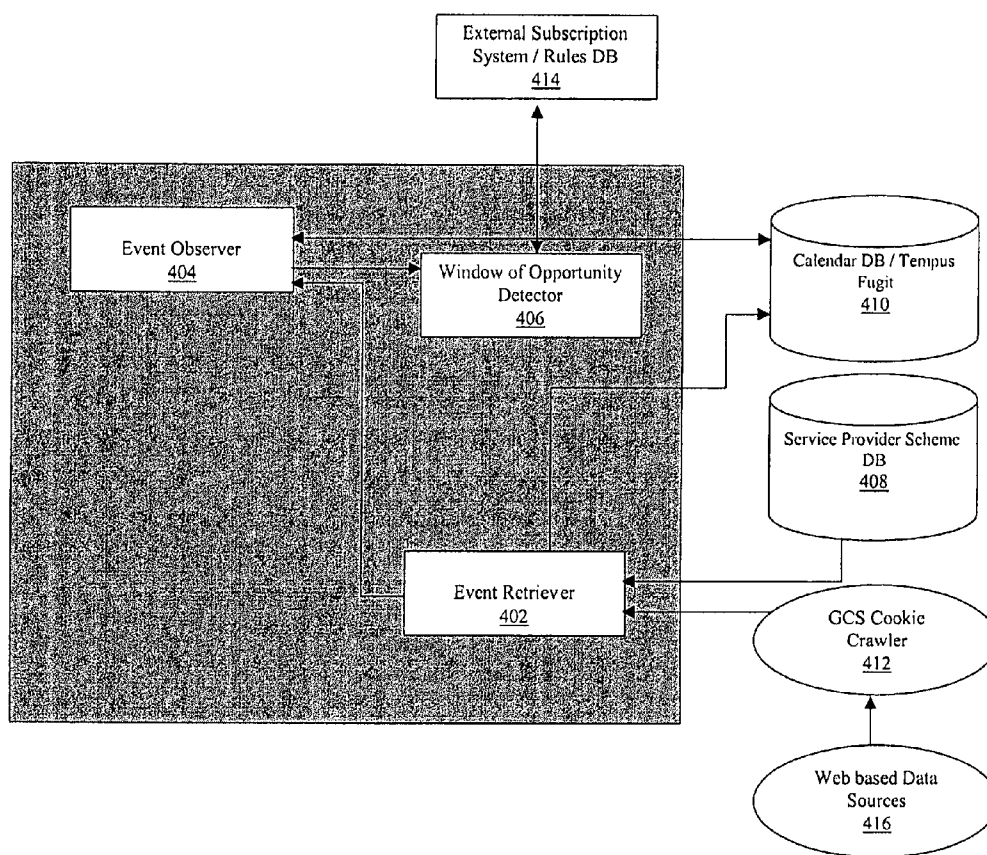 External Subscription
System / Rules DB
414
Event Observer
404
Window of Opportunity
Detector
406
Calendar DB / Tempus
Fugit
410
Service Provider Scheme
DB
408
Event Retriever
402
GCS Cookie
Crawler
412
Web based Data
Sources
416